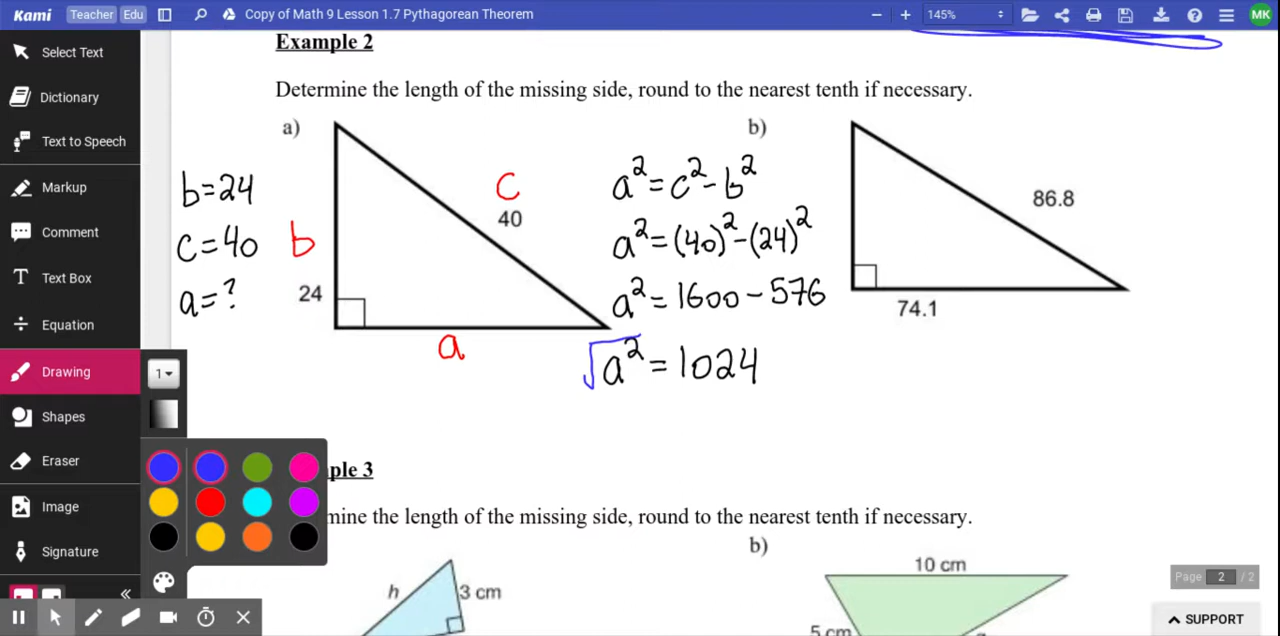 Kami Teacher Edu Copy of Math 9 Lesson 1.7 Pythagorean Theorem 145% MK
Select Text
Dictionary
Text to Speech
Markup
Comment
Text Box
Equation
Drawing
Shapes
Eraser
Image
Signature
1
Example 2
Determine the length of the missing side, round to the nearest tenth if necessary.
a)
b=24
c=40
a=?
b
24
c
40
a
a²=c²-b²
a²=(40)²-(24)²
a²=1600-576
√a²=1024
b)
86.8
74.1
ple 3
mine the length of the missing side, round to the nearest tenth if necessary.
h
3 cm
b)
10 cm
5 cm
Page 2 / 2
SUPPORT